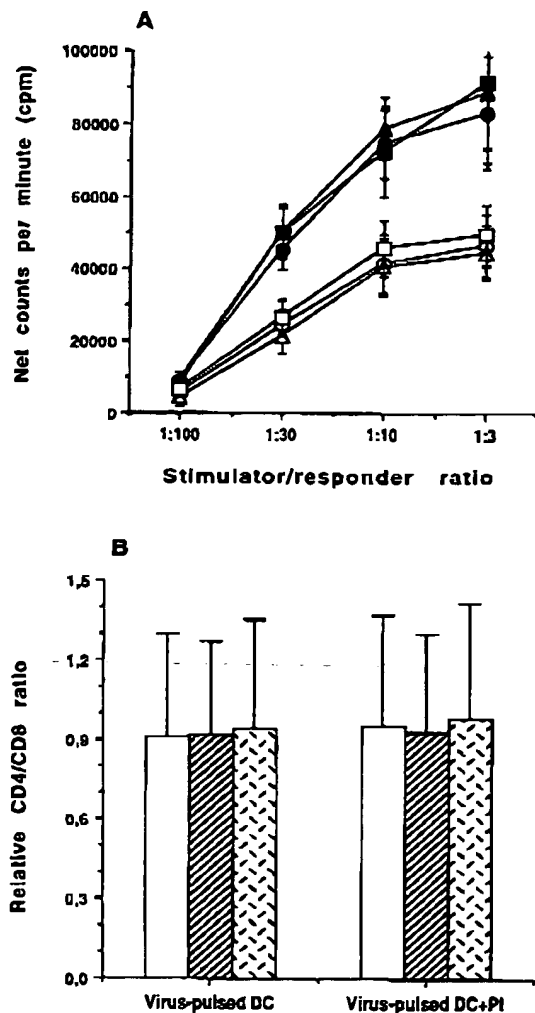 A
Net counts per minute (cpm)
100000
80000
60000
40000
20000
0
1:100 1:30 1:10 1:3
Stimulator/responder ratio
B
Relative CD4/CD8 ratio
1,5
1,2
0,9
0,6
0,3
0,0
Virus-pulsed DC Virus-pulsed DC+Pt